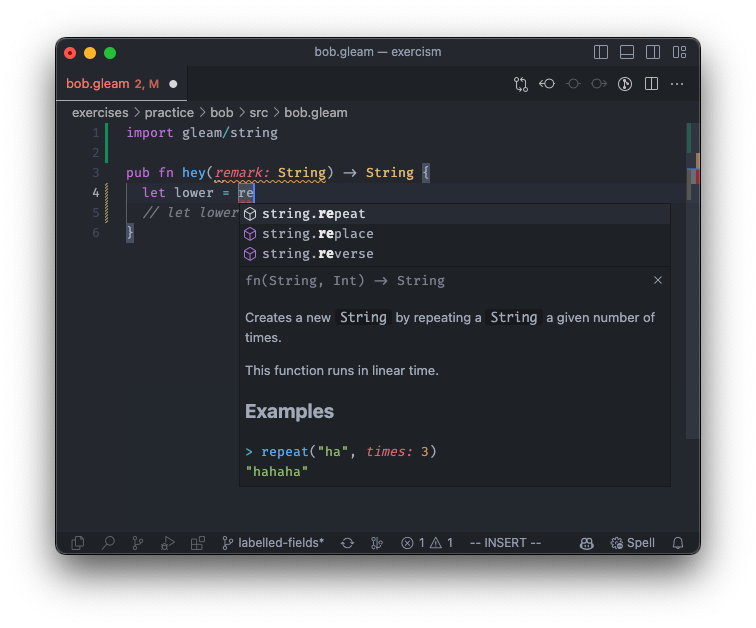 bob.gleam — exercism
bob.gleam 2, M
exercises > practice > bob > src > bob.gleam
1 import gleam/string
2
3 pub fn hey(remark: String) -> String {
4 let lower = re
5 // let lower
6 }
string.repeat
string.replace
string.reverse
fn(String, Int) -> String
Creates a new String by repeating a String a given number of
times.
This function runs in linear time.
Examples
> repeat("ha", times: 3)
"hahaha"
labelled-fields* 1 1 -- INSERT -- Spell